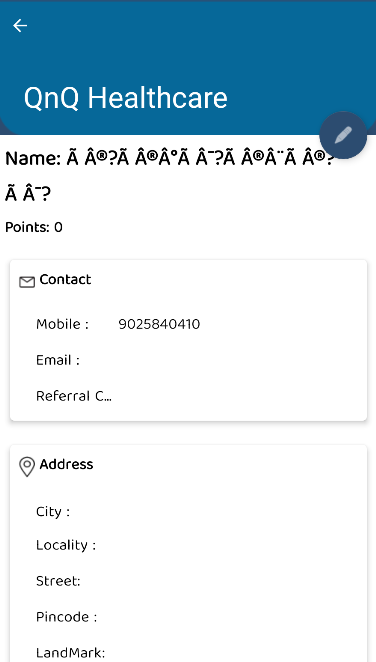 QnQ Healthcare
Name: Ã Â®?Ã Â®Â°Ã Â¯?Ã Â®Â¨Ã Â®?
Ã Â¯?
Points: 0
Contact
Mobile : 9025840410
Email :
Referral C...
Address
City :
Locality :
Street:
Pincode :
LandMark: